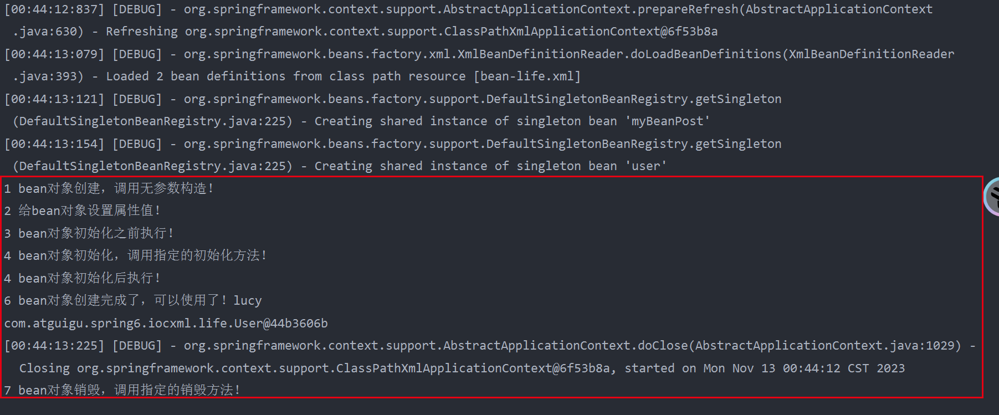 [00:44:12:837] [DEBUG] - org.springframework.context.support.AbstractApplicationContext.prepareRefresh(AbstractApplicationContext
.java:630) - Refreshing org.springframework.context.support.ClassPathXmlApplicationContext@6f53b8a
[00:44:13:079] [DEBUG] - org.springframework.beans.factory.xml.XmlBeanDefinitionReader.doLoadBeanDefinitions(XmlBeanDefinitionReader
.java:393) - Loaded 2 bean definitions from class path resource [bean-life.xml]
[00:44:13:121] [DEBUG] - org.springframework.beans.factory.support.DefaultSingletonBeanRegistry.getSingleton
(DefaultSingletonBeanRegistry.java:225) - Creating shared instance of singleton bean 'myBeanPost'
[00:44:13:154] [DEBUG] - org.springframework.beans.factory.support.DefaultSingletonBeanRegistry.getSingleton
(DefaultSingletonBeanRegistry.java:225) - Creating shared instance of singleton bean 'user'
1 bean对象创建，调用无参数构造！
2 给bean对象设置属性值！
3 bean对象初始化之前执行！
4 bean对象初始化，调用指定的初始化方法！
4 bean对象初始化后执行！
6 bean对象创建完成了，可以使用了！lucy
com.atguigu.spring6.iocxml.life.User@44b3606b
[00:44:13:225] [DEBUG] - org.springframework.context.support.AbstractApplicationContext.doClose(AbstractApplicationContext.java:1029) -
Closing org.springframework.context.support.ClassPathXmlApplicationContext@6f53b8a, started on Mon Nov 13 00:44:12 CST 2023
7 bean对象销毁，调用指定的销毁方法！